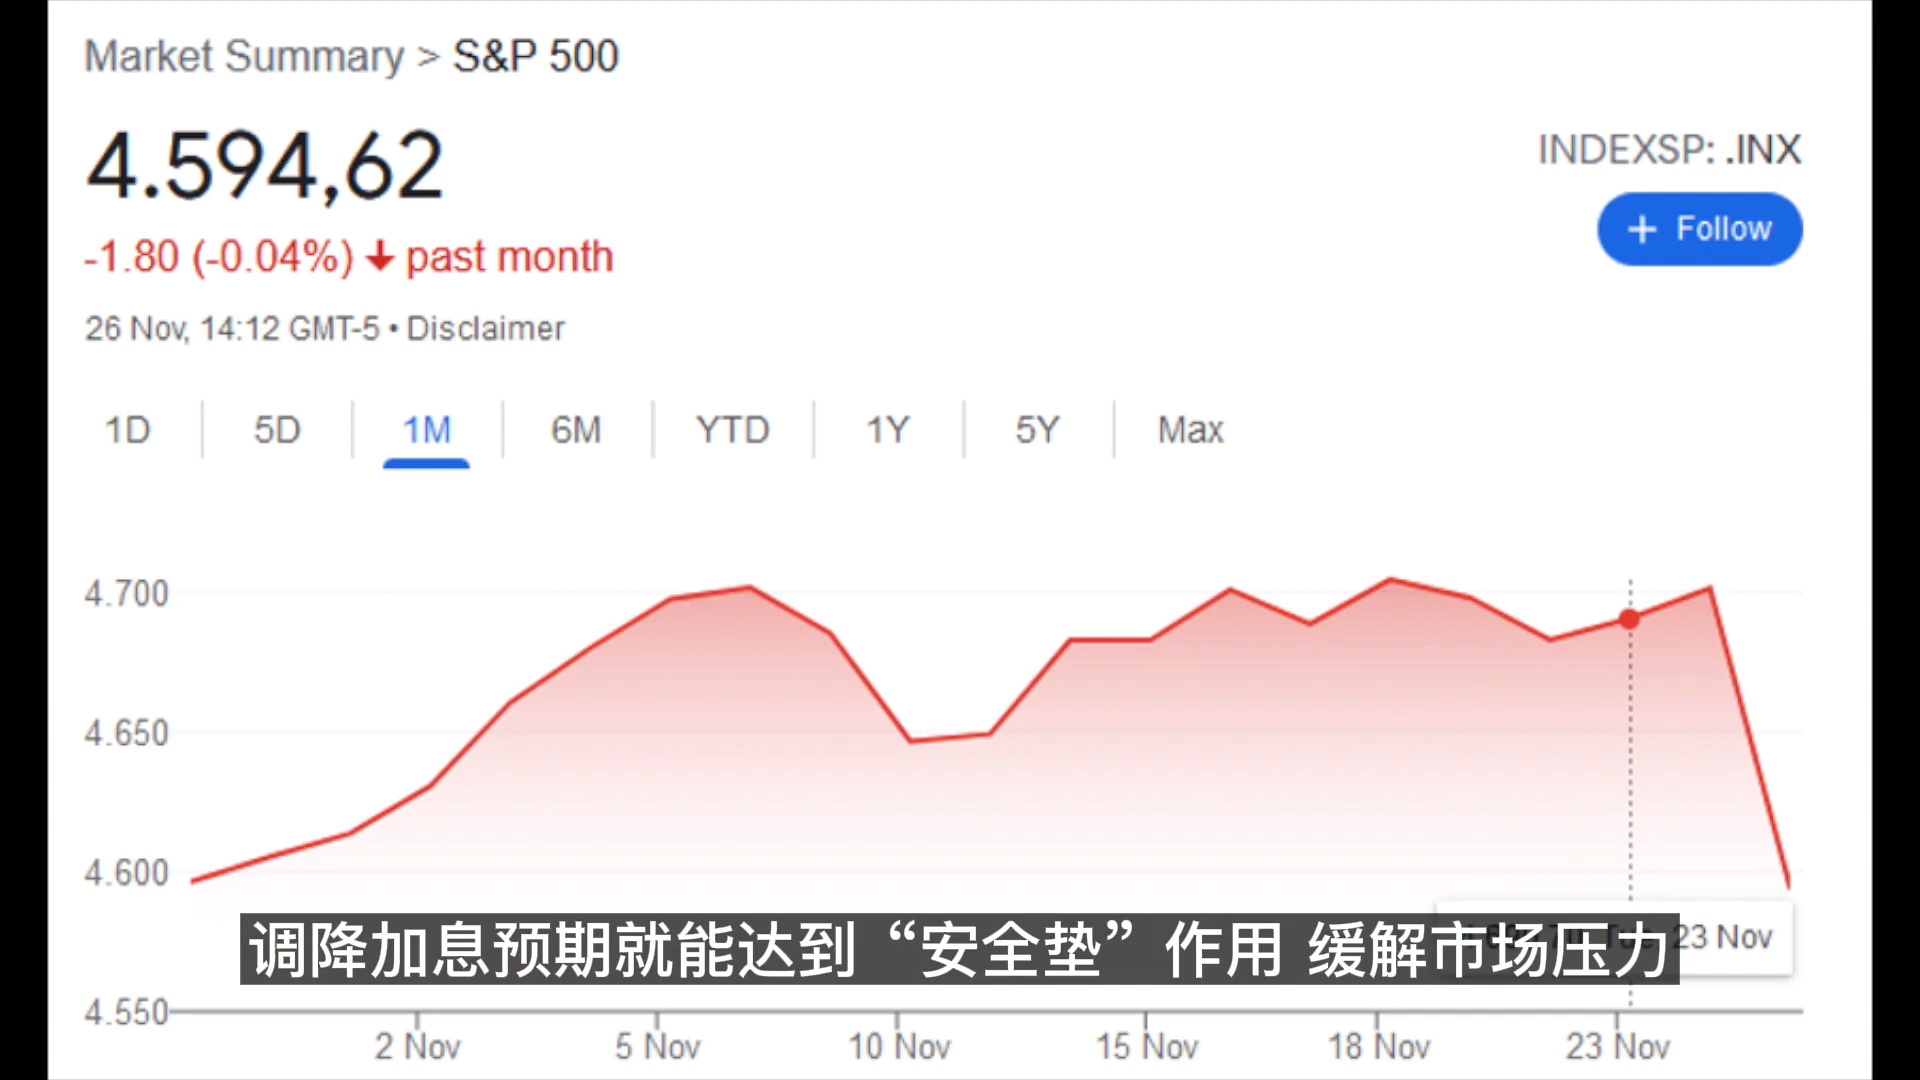 Market Summary > S&P 500
4.594,62
INDEXSP: .INX
+ Follow
-1.80 (-0.04%) ↓ past month
26 Nov, 14:12 GMT-5 • Disclaimer
1D 5D 1M 6M YTD 1Y 5Y Max
4.700
4.650
4.600
4.550
23 Nov
调降加息预期就能达到“安全垫”作用 缓解市场压力
2 Nov 5 Nov 10 Nov 15 Nov 18 Nov 23 Nov